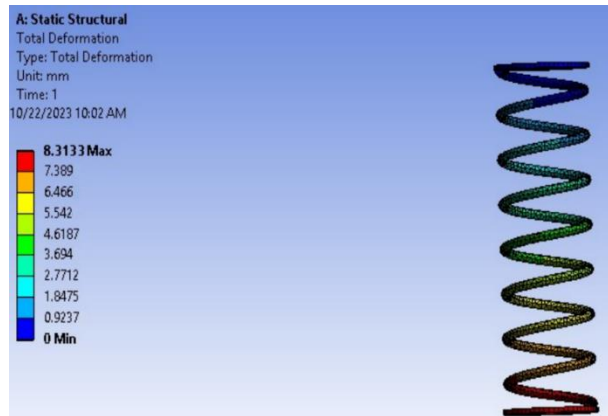 A: Static Structural
Total Deformation
Type: Total Deformation
Unit: mm
Time: 1
10/22/2023 10:02 AM
8.3133 Max
7.389
6.466
5.542
4.6187
3.694
2.7712
1.8475
0.9237
0 Min